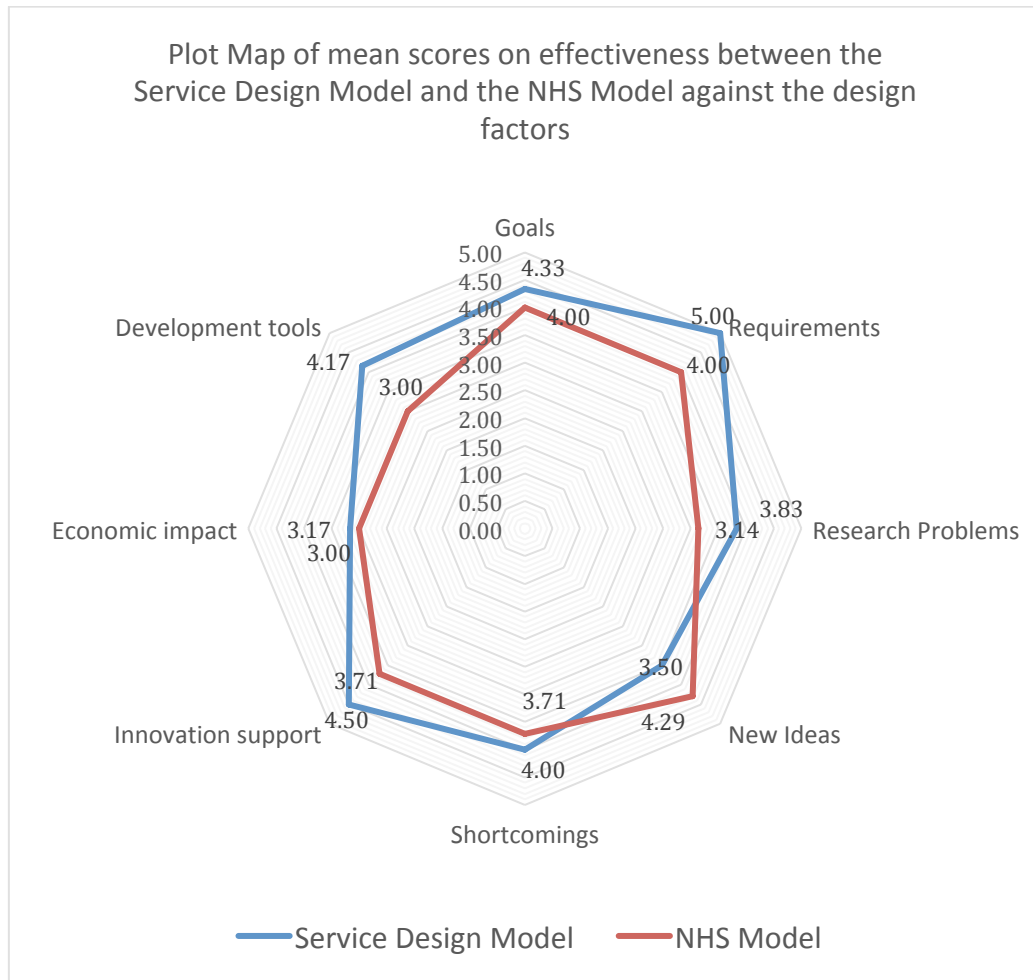 Plot Map of mean scores on effectiveness between the
Service Design Model and the NHS Model against the design
factors
Goals
5.00
4.33
4.50
4.00
4.00
3.50
3.00
2.50
2.00
1.50
1.00
0.50
0.00
5.00
Requirements
4.00
3.83
3.14
Research Problems
3.50
4.29
New Ideas
3.71
4.00
Shortcomings
3.71
4.50
Innovation support
3.17
3.00
Economic impact
Development tools
4.17
3.00
Service Design Model
NHS Model